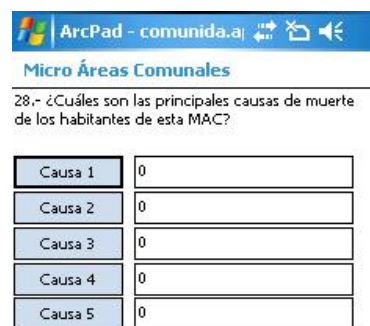 ArcPad - comunida.a
Micro Áreas Comunales
28.- ¿Cuáles son las principales causas de muerte
de los habitantes de esta MAC?
Causa 1 0
Causa 2 0
Causa 3 0
Causa 4 0
Causa 5 0